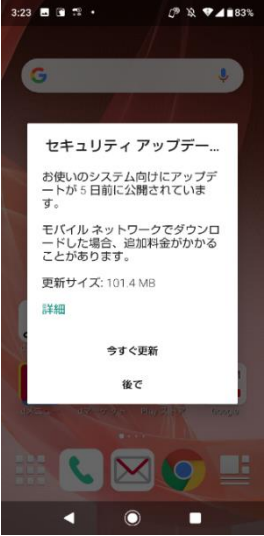 3:23
83%
セキュリティ アップデー...
お使いのシステム向けにアップデ
ートが 5 日前に公開されていま
す。
モバイル ネットワークでダウンロ
ードした場合、追加料金がかかる
ことがあります。
更新サイズ: 101.4 MB
詳細
今すぐ更新
後で
Google